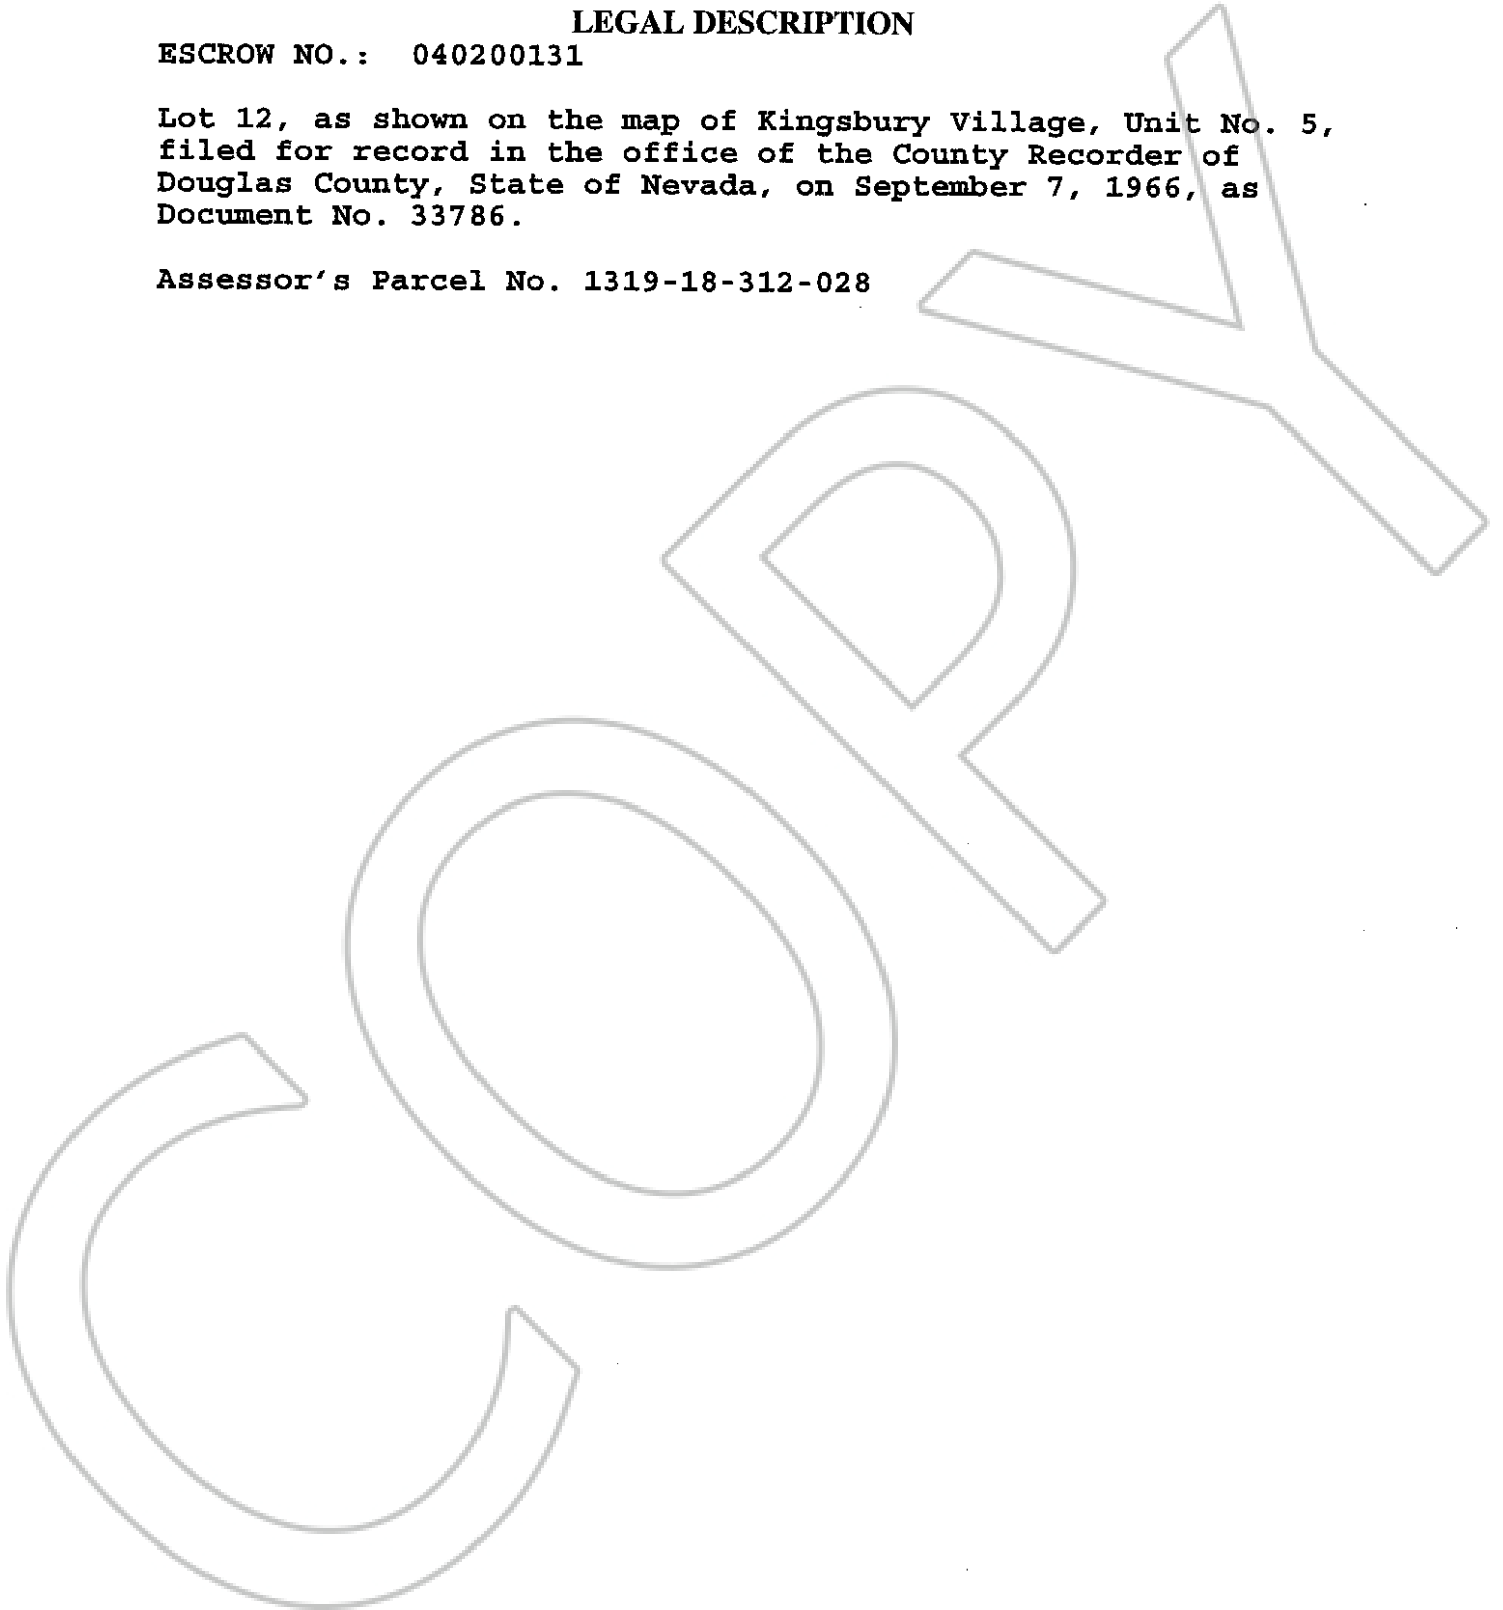 LEGAL DESCRIPTION
ESCROW NO.: 040200131
Lot 12, as shown on the map of Kingsbury Village, Unit No. 5,
filed for record in the office of the County Recorder of
Douglas County, State of Nevada, on September 7, 1966, as
Document No. 33786.
Assessor's Parcel No. 1319-18-312-028
COPY